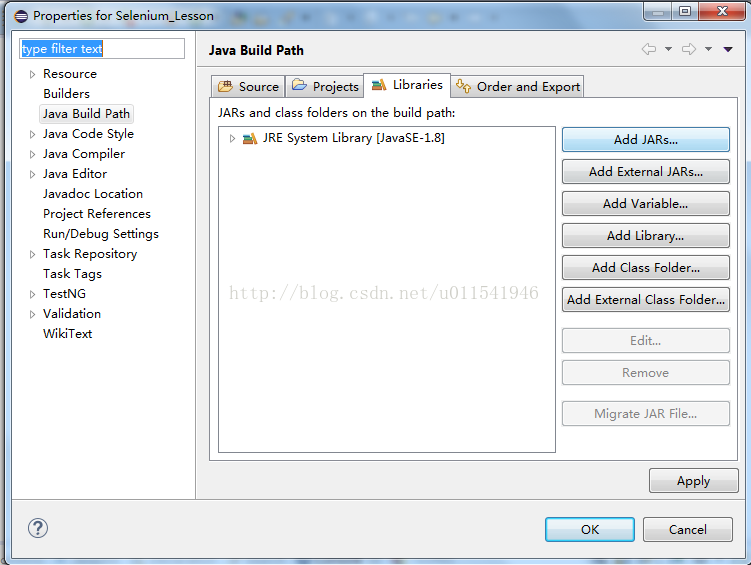 Properties for Selenium_Lesson
type filter text
Resource
Builders
Java Build Path
Java Code Style
Java Compiler
Java Editor
Javadoc Location
Project References
Run/Debug Settings
Task Repository
Task Tags
TestNG
Validation
WikiText
Java Build Path
Source
Projects
Libraries
Order and Export
JARs and class folders on the build path:
JRE System Library [JavaSE-1.8]
Add JARs...
Add External JARs...
Add Variable...
Add Library...
Add Class Folder...
Add External Class Folder...
Edit...
Remove
Migrate JAR File...
http://blog.csdn.net/u011541946
Apply
?
OK
Cancel